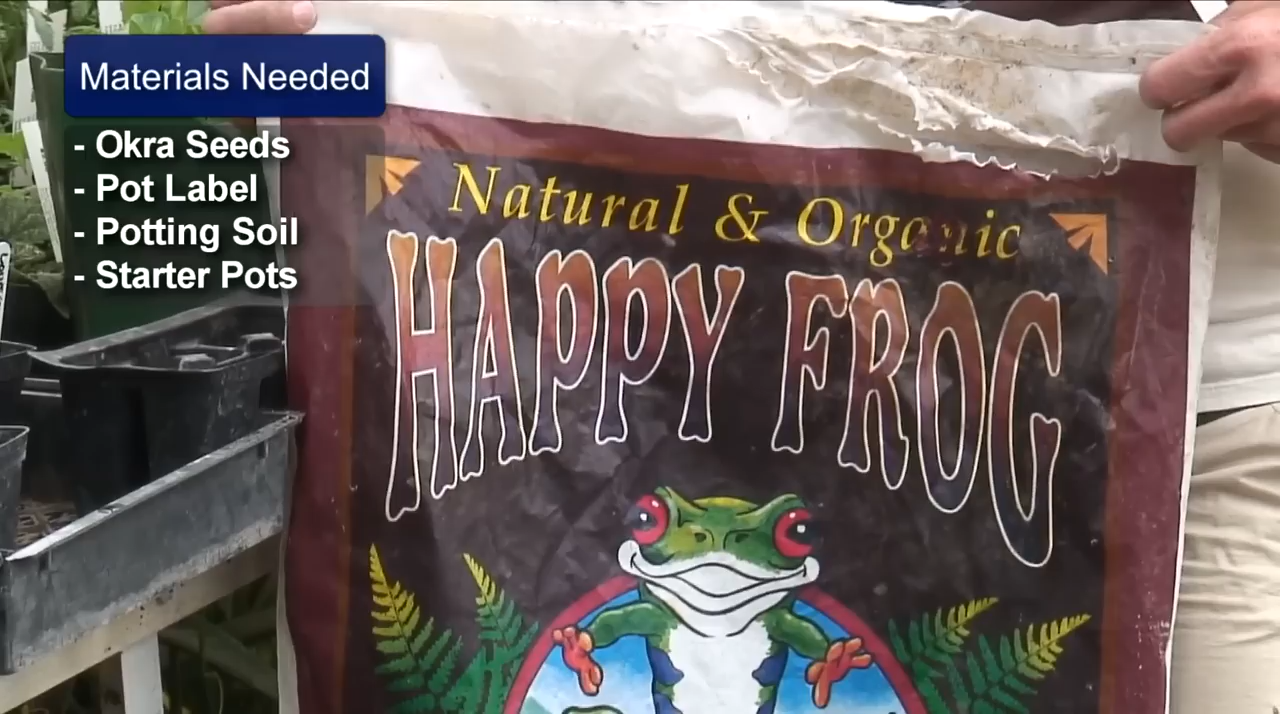 Materials Needed
- Okra Seeds
- Pot Label
- Potting Soil
- Starter Pots
Natural & Organic
HAPPY FROG